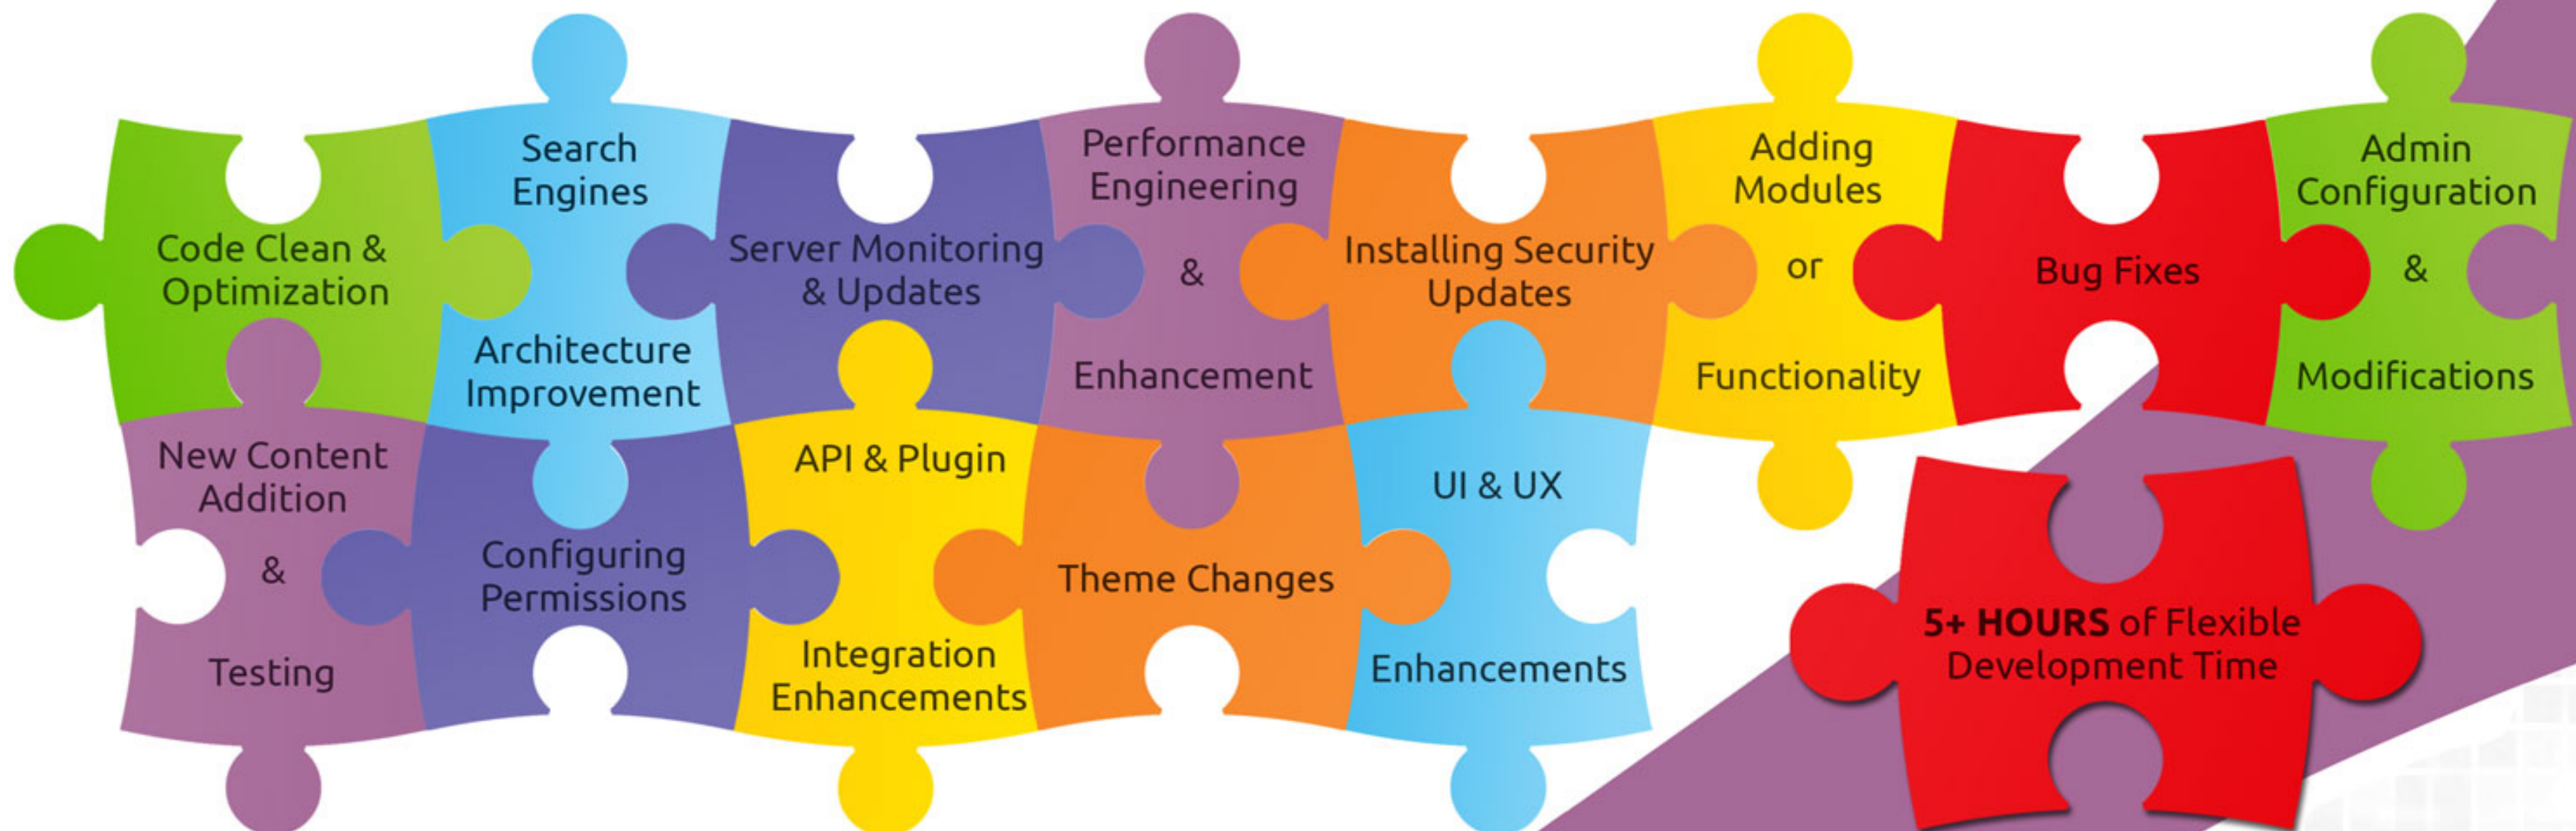 Code Clean &
Optimization
Search
Engines
Architecture
Improvement
Server Monitoring
& Updates
Performance
Engineering
&
Enhancement
Installing Security
Updates
Adding
Modules
or
Functionality
Bug Fixes
Admin
Configuration
&
Modifications
New Content
Addition
&
Testing
Configuring
Permissions
API & Plugin
Integration
Enhancements
Theme Changes
UI & UX
Enhancements
5+ HOURS of Flexible
Development Time